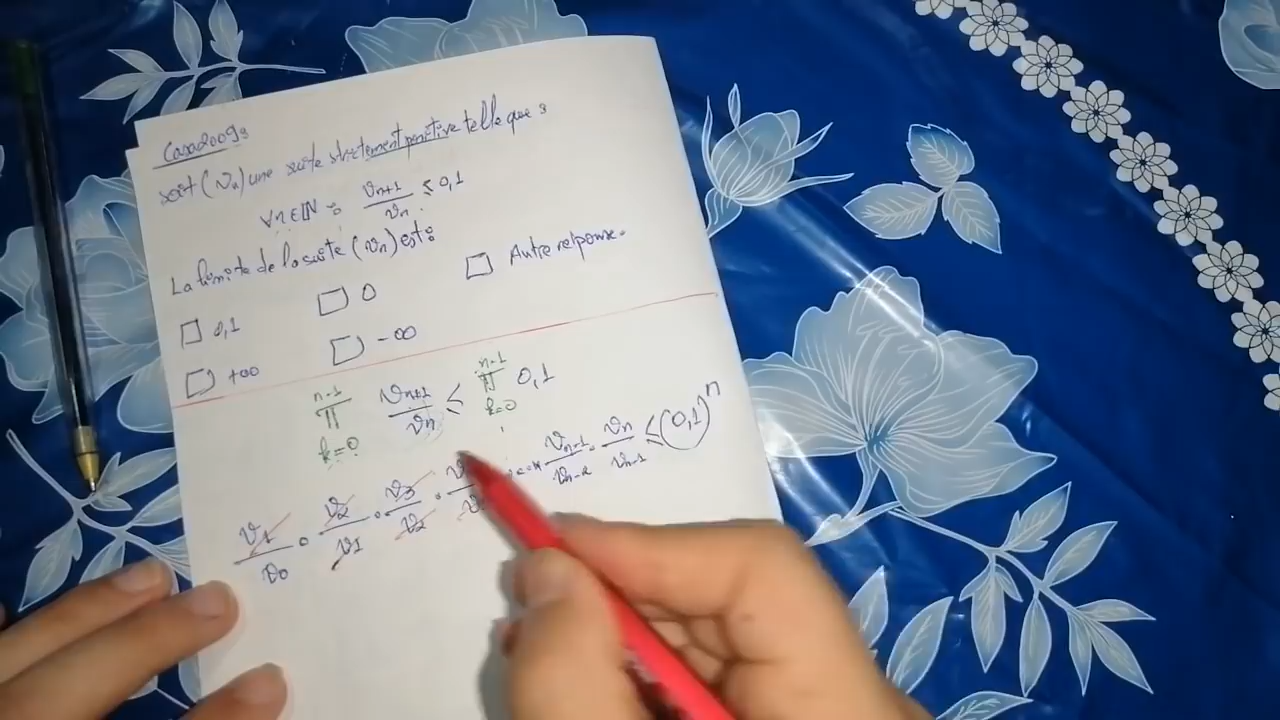 Casa2009:
soit (vn) une suite strictement positive telle que :
∀n∈ℕ : vn+1/vn ≤ 0,1
La limite de la suite (vn) est :
□ 0,1 □ 0 □ Autre reponse.
□ +∞ □ -∞
n-1 ∏ k=0 vn+1/vn ≤ n-1 ∏ k=0 0,1
v1/v0 . v2/v1 . v3/v2 . vn-1/vn-2 . vn/vn-1 ≤ (0,1)^n